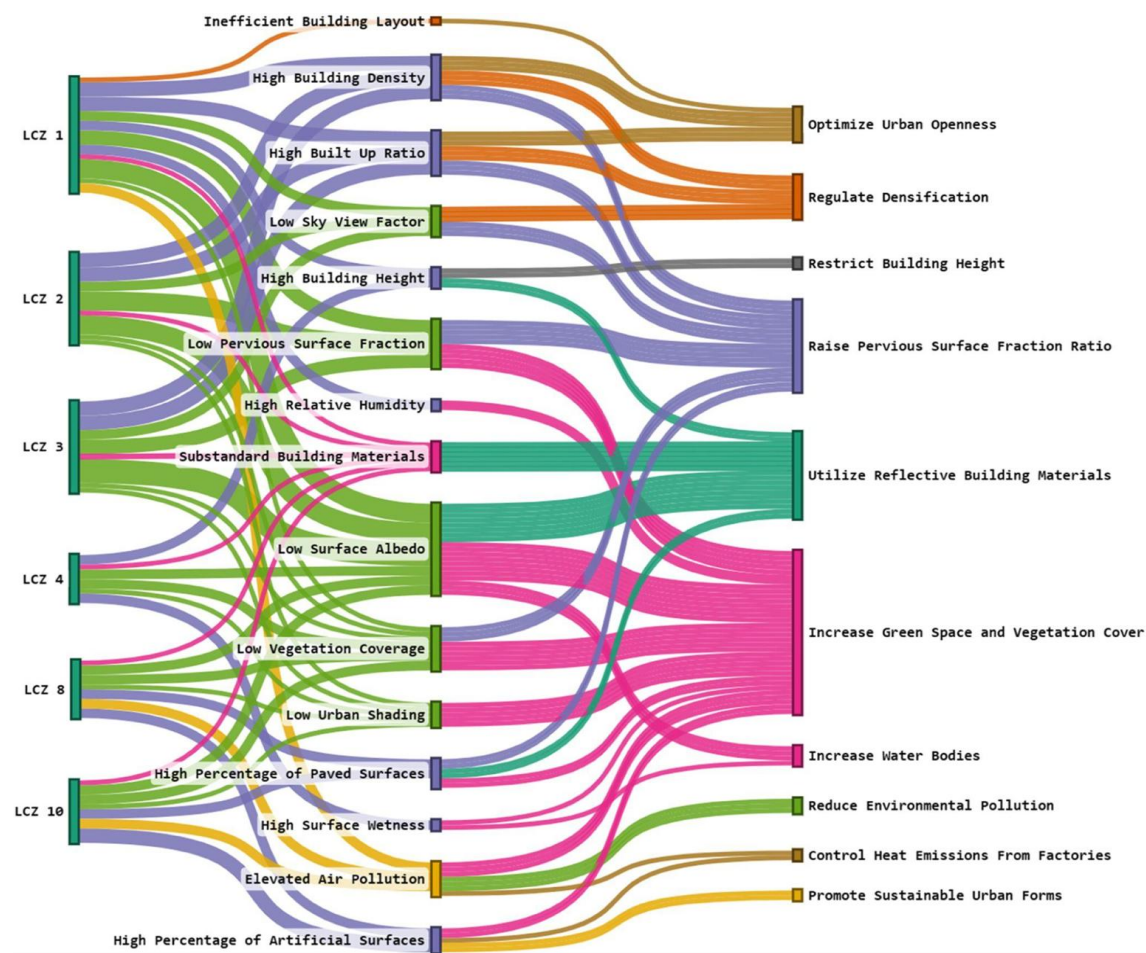 LCZ 1
LCZ 2
LCZ 3
LCZ 4
LCZ 8
LCZ 10
Inefficient Building Layout
High Building Density
High Built Up Ratio
Low Sky View Factor
High Building Height
Low Pervious Surface Fraction
High Relative Humidity
Substandard Building Materials
Low Surface Albedo
Low Vegetation Coverage
Low Urban Shading
High Percentage of Paved Surfaces
High Surface Wetness
Elevated Air Pollution
High Percentage of Artificial Surfaces
Optimize Urban Openness
Regulate Densification
Restrict Building Height
Raise Pervious Surface Fraction Ratio
Utilize Reflective Building Materials
Increase Green Space and Vegetation Cover
Increase Water Bodies
Reduce Environmental Pollution
Control Heat Emissions From Factories
Promote Sustainable Urban Forms